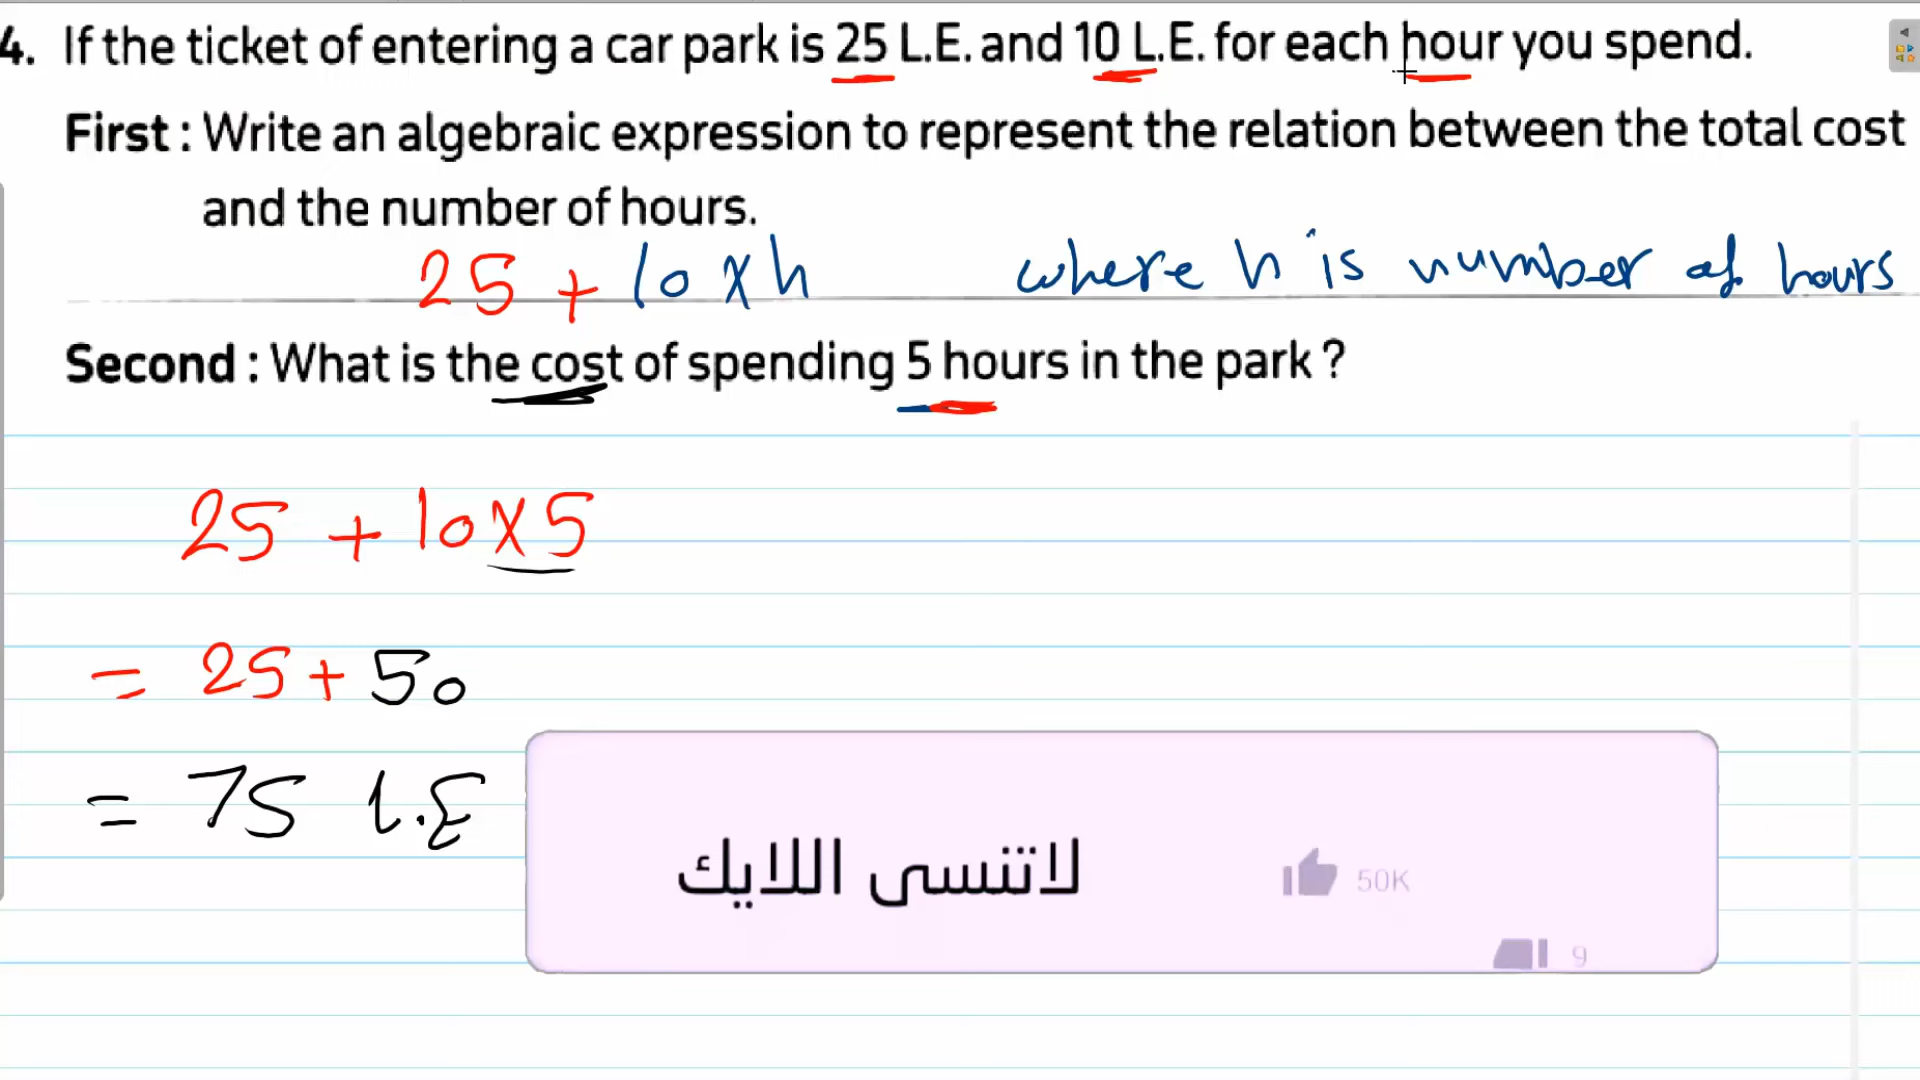 4. If the ticket of entering a car park is 25 L.E. and 10 L.E. for each hour you spend.
First : Write an algebraic expression to represent the relation between the total cost
and the number of hours.
25 + 10 x h where h is number of hours
Second : What is the cost of spending 5 hours in the park ?
25 + 10 x 5
= 25 + 50
= 75 L.E
لاتنسى اللايك
50K
9